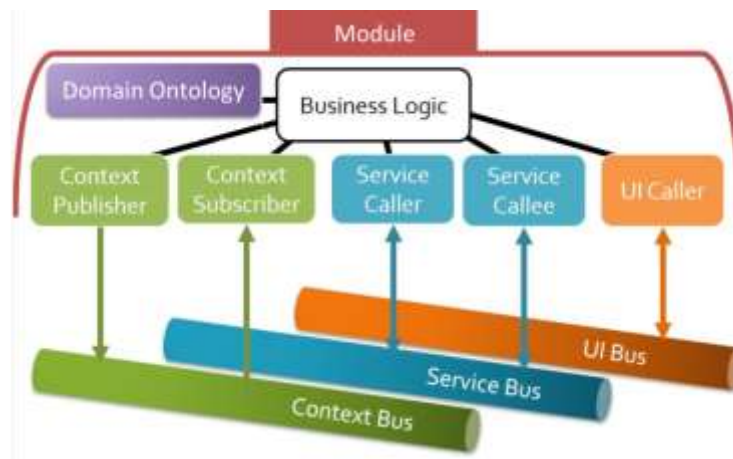 Module
Domain Ontology
Business Logic
Context
Publisher
Context
Subscriber
Service
Caller
Service
Callee
UI Caller
UI Bus
Service Bus
Context Bus